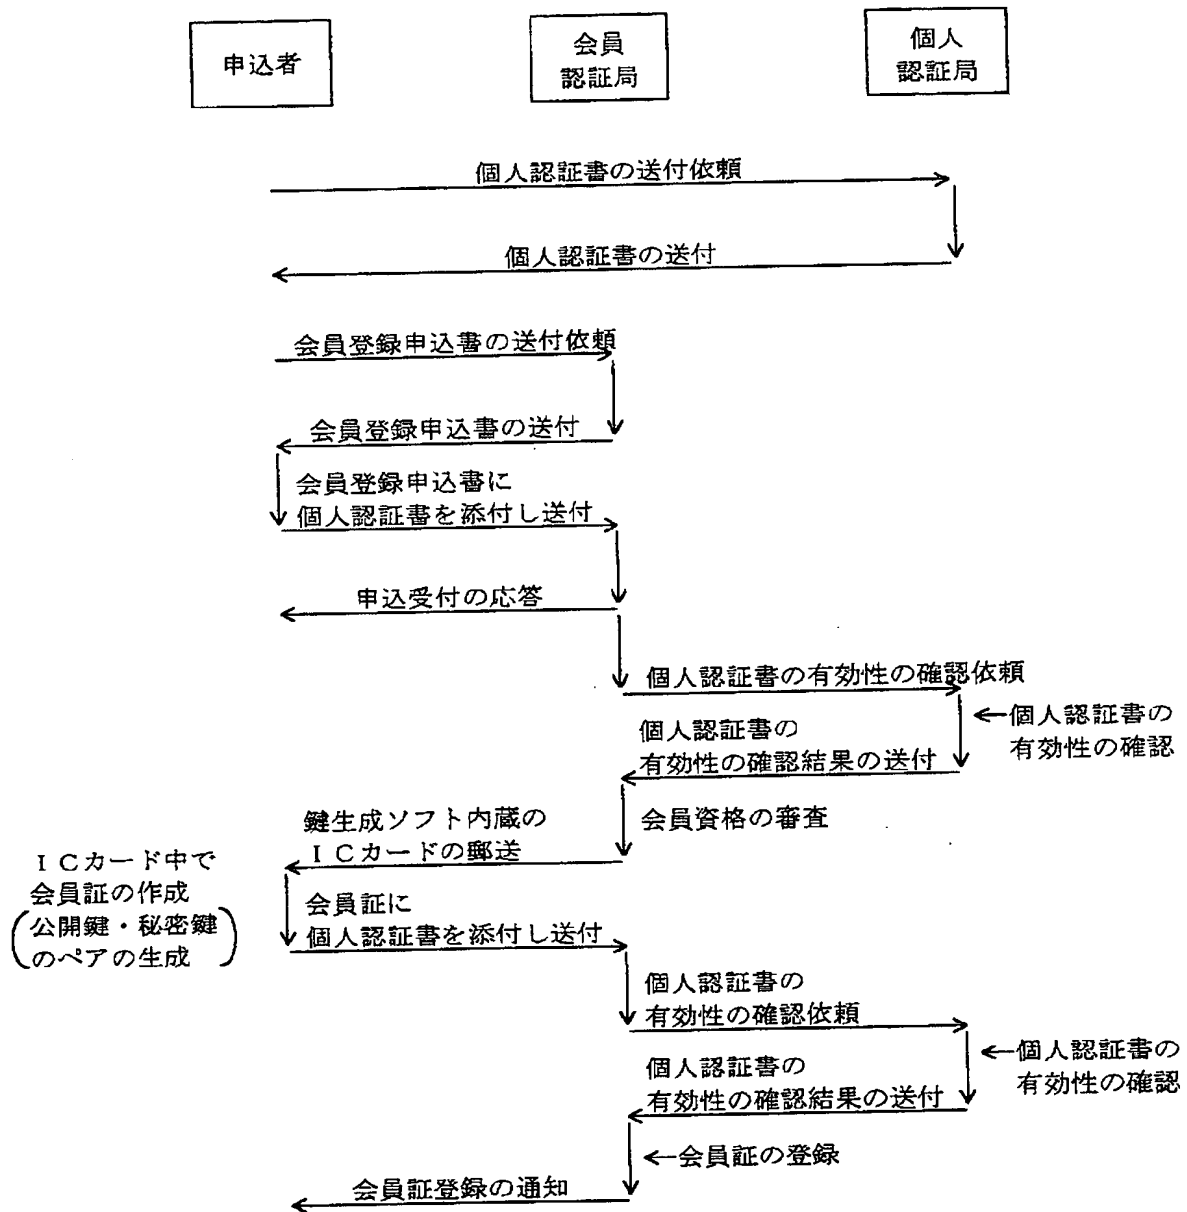 申込者
会員
認証局
個人
認証局
個人認証書の送付依頼
個人認証書の送付
会員登録申込書の送付依頼
会員登録申込書の送付
会員登録申込書に
個人認証書を添付し送付
申込受付の応答
個人認証書の有効性の確認依頼
個人認証書の
有効性の確認
個人認証書の
有効性の確認結果の送付
会員資格の審査
鍵生成ソフト内蔵の
ＩＣカードの郵送
ＩＣカード中で
会員証の作成
(公開鍵・秘密鍵
のペアの生成)
会員証に
個人認証書を添付し送付
個人認証書の
有効性の確認依頼
個人認証書の
有効性の確認
個人認証書の
有効性の確認結果の送付
会員証の登録
会員証登録の通知